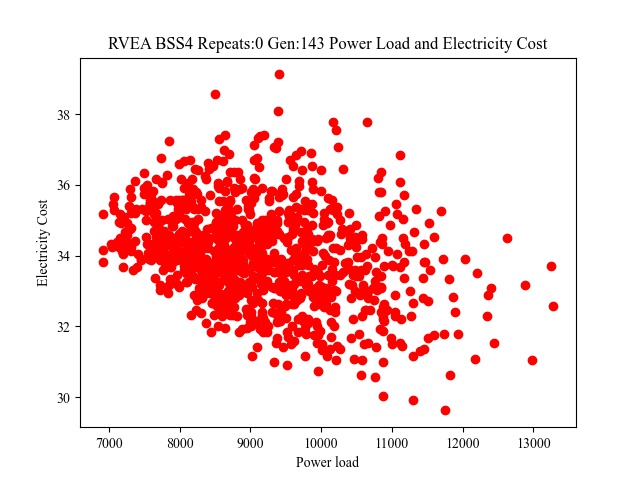 RVEA BSS4 Repeats:0 Gen:143 Power Load and Electricity Cost
38
36
34
32
30
Electricity Cost
7000 8000 9000 10000 11000 12000 13000
Power load